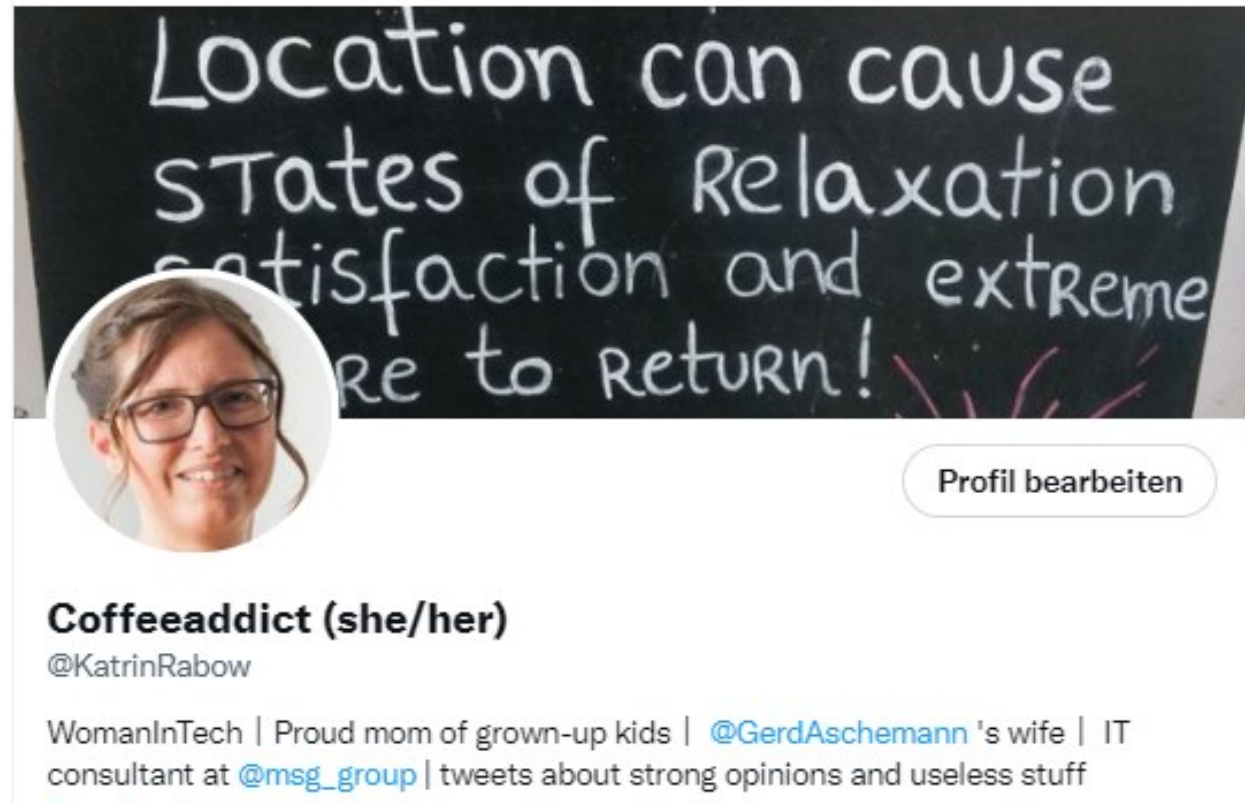 Location can cause
states of Relaxation
satisfaction and extreme
Re to Return!
Profil bearbeiten
Coffeeaddict (she/her)
@KatrinRabow
WomanInTech | Proud mom of grown-up kids | @GerdAschemann 's wife | IT
consultant at @msg_group | tweets about strong opinions and useless stuff